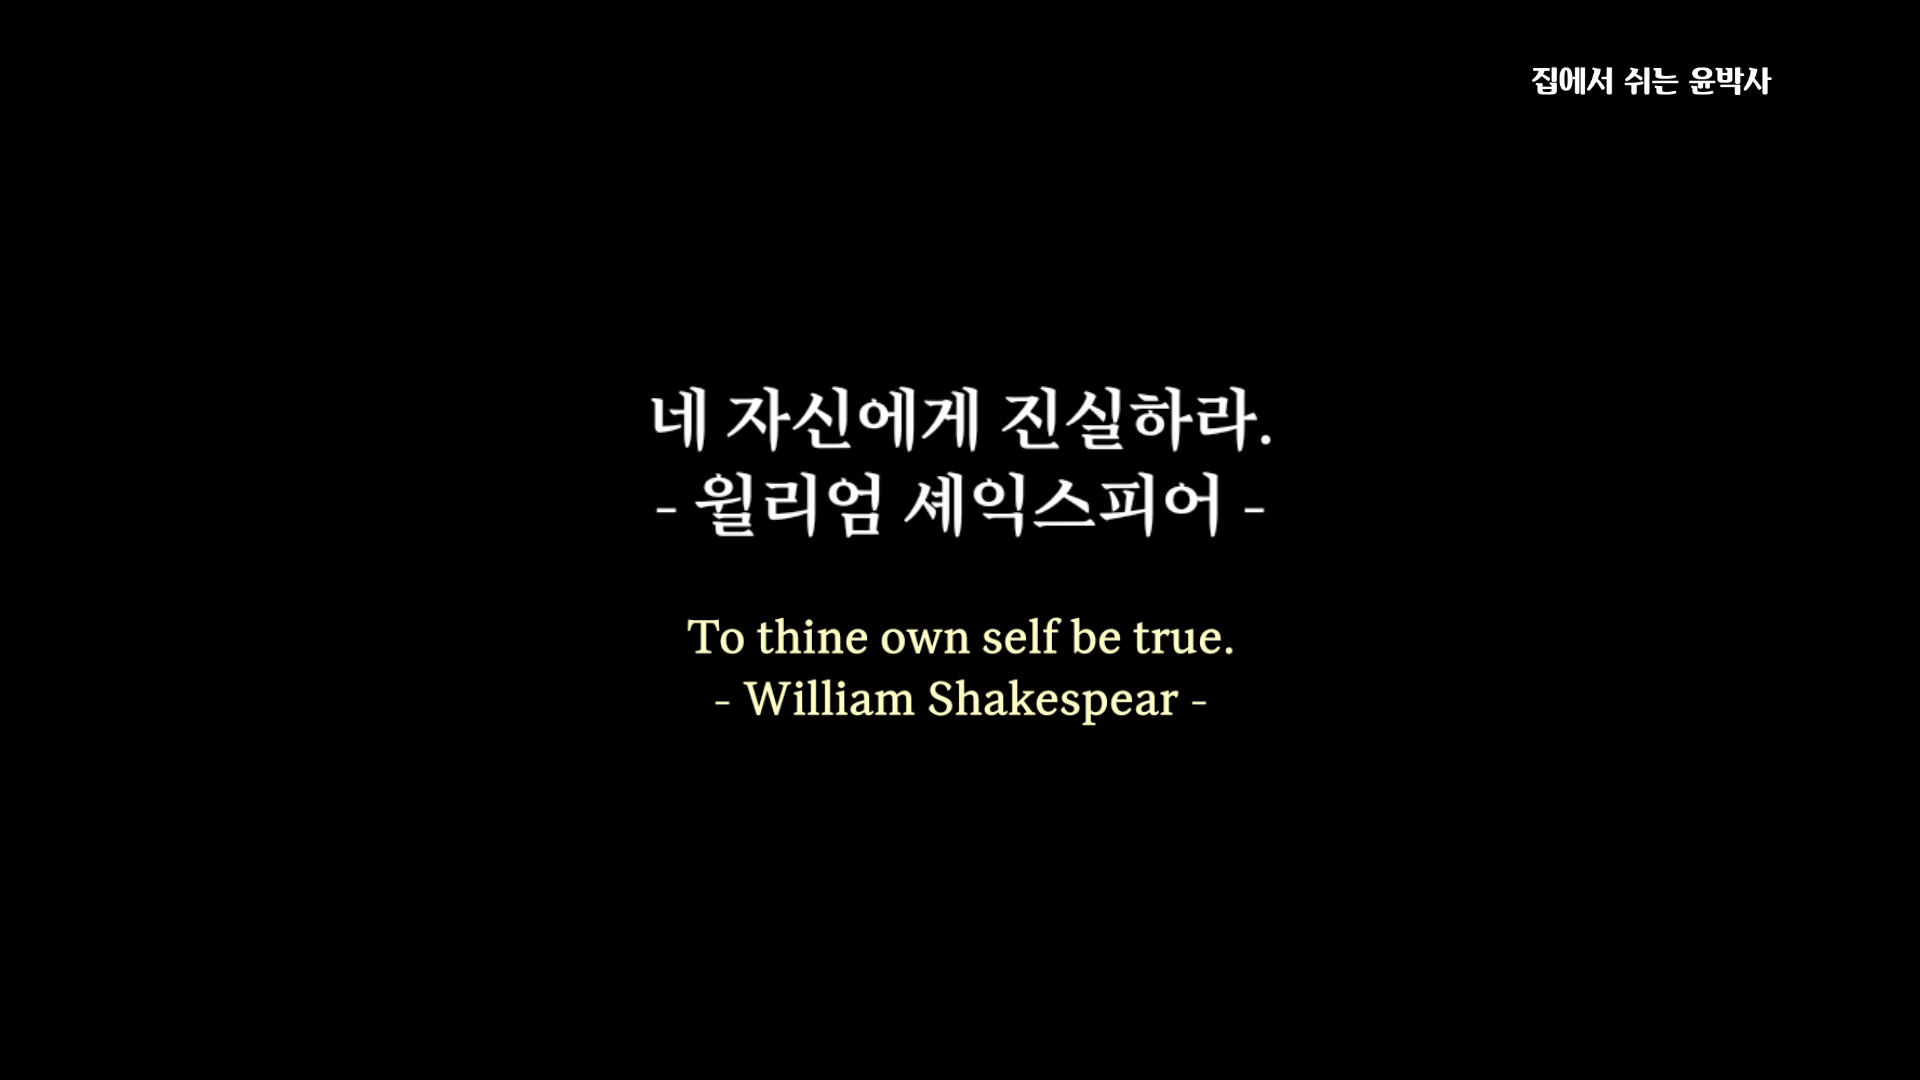 집에서 쉬는 윤박사
네 자신에게 진실하라.
- 윌리엄 셰익스피어 -
To thine own self be true.
- William Shakespear -